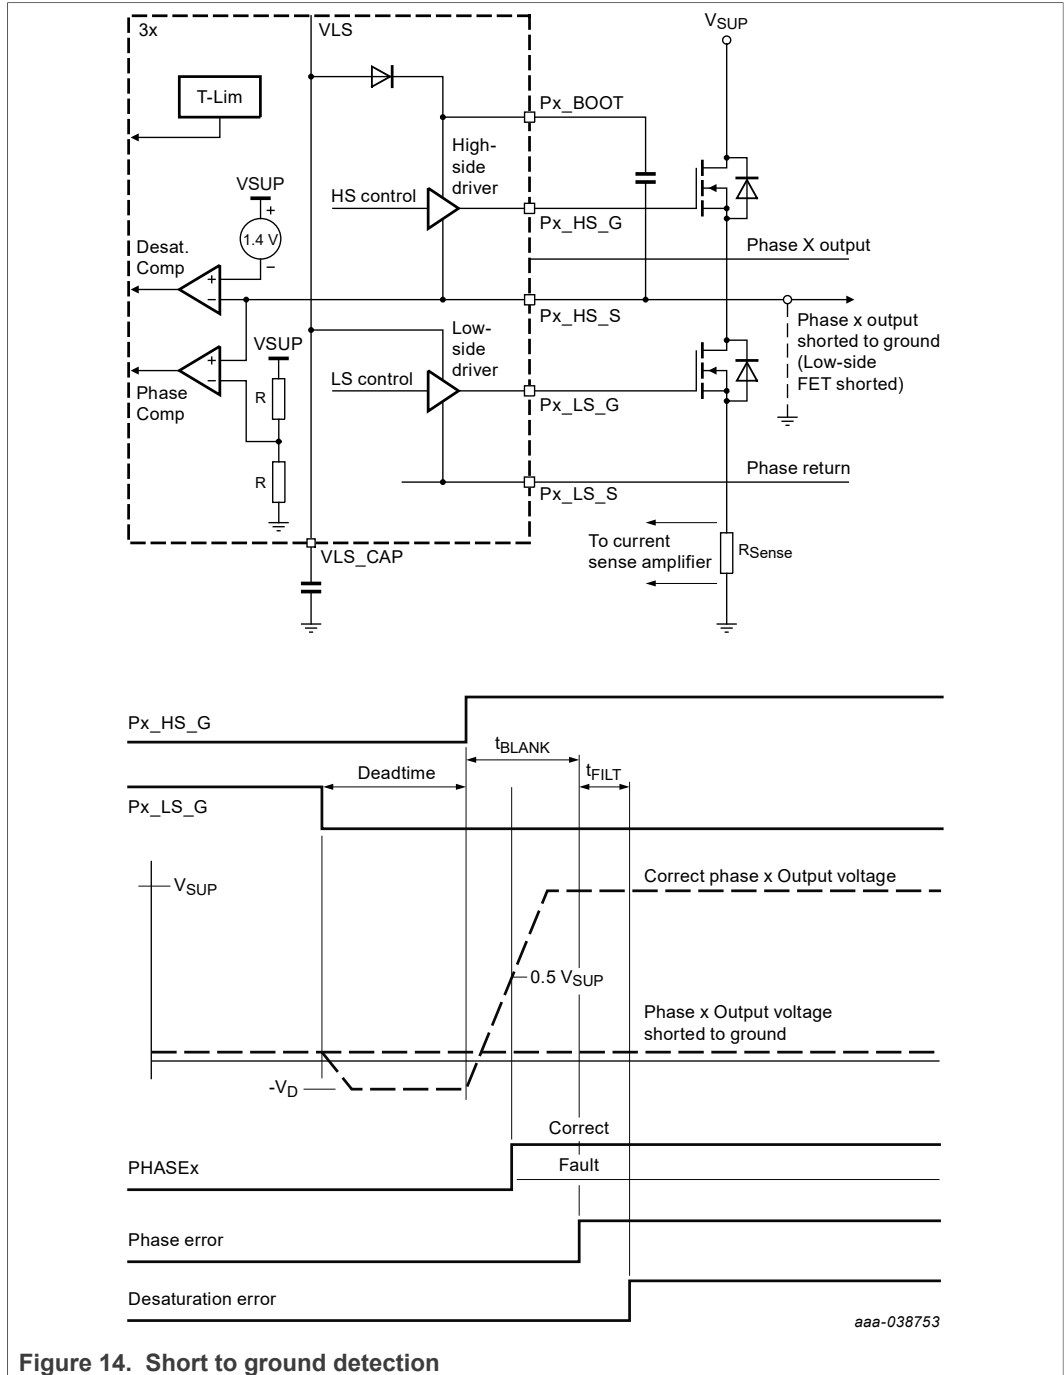 3x
VLS
VSUP
T-Lim
Px_BOOT
High-
side
driver
VSUP
HS control
+
1.4 V
−
Px_HS_G
Desat.
Comp
Phase X output
+
−
Px_HS_S
Phase x output
shorted to ground
(Low-side
FET shorted)
Low-
side
driver
VSUP
+
−
LS control
Phase
Comp
R
Px_LS_G
R
Phase return
Px_LS_S
To current
sense amplifier
RSense
VLS_CAP
Px_HS_G
tBLANK
Deadtime
tFILT
Px_LS_G
VSUP
Correct phase x Output voltage
0.5 VSUP
Phase x Output voltage
shorted to ground
-VD
Correct
PHASEx
Fault
Phase error
Desaturation error
aaa-038753
Figure 14. Short to ground detection